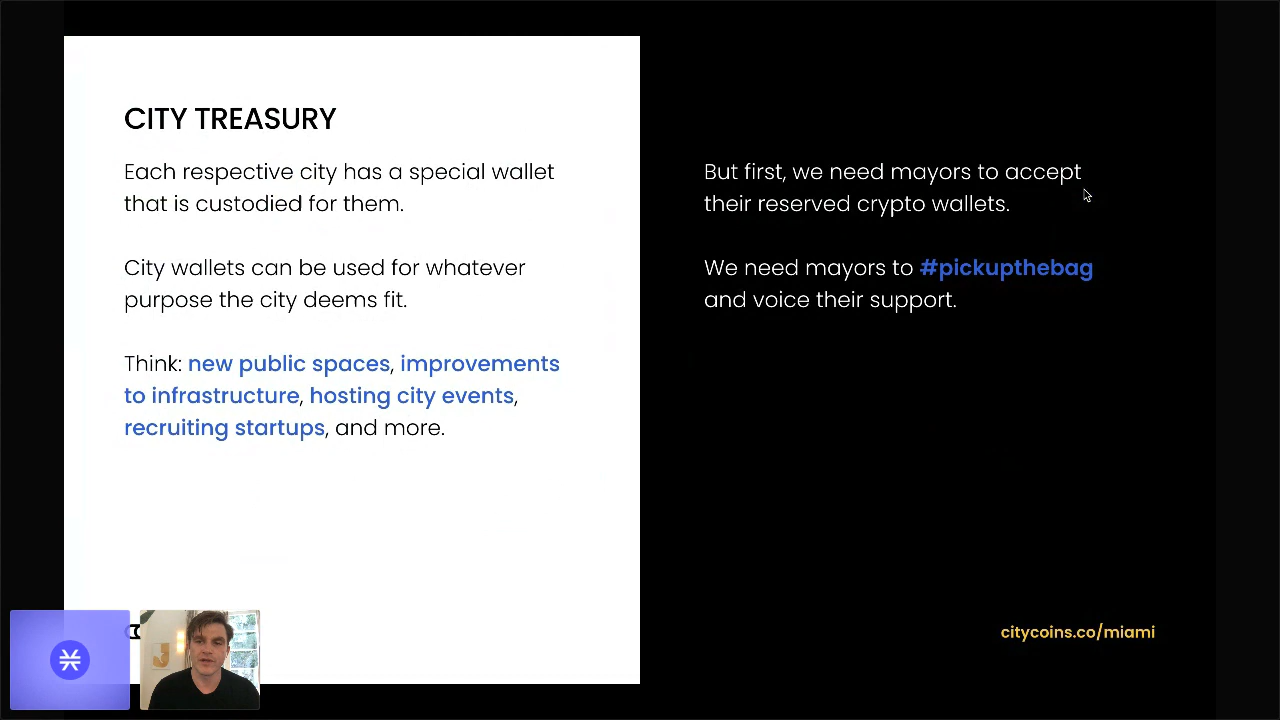 CITY TREASURY
Each respective city has a special wallet
that is custodied for them.
City wallets can be used for whatever
purpose the city deems fit.
Think: new public spaces, improvements
to infrastructure, hosting city events,
recruiting startups, and more.
But first, we need mayors to accept
their reserved crypto wallets.
We need mayors to #pickupthebag
and voice their support.
citycoins.co/miami